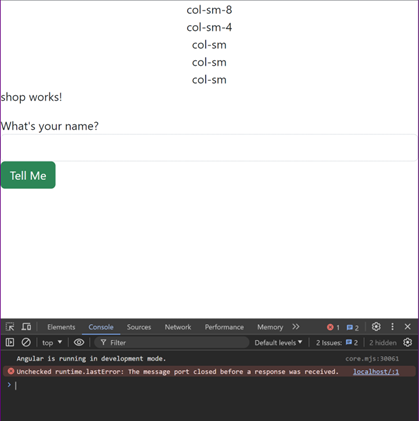 col-sm-8
col-sm-4
col-sm
col-sm
col-sm
shop works!
What's your name?
Tell Me
Elements Console Sources Network Performance Memory 1 2
top Filter Default levels 2 Issues: 2 2 hidden
Angular is running in development mode. core.mjs:30061
Unchecked runtime.lastError: The message port closed before a response was received. localhost/:1